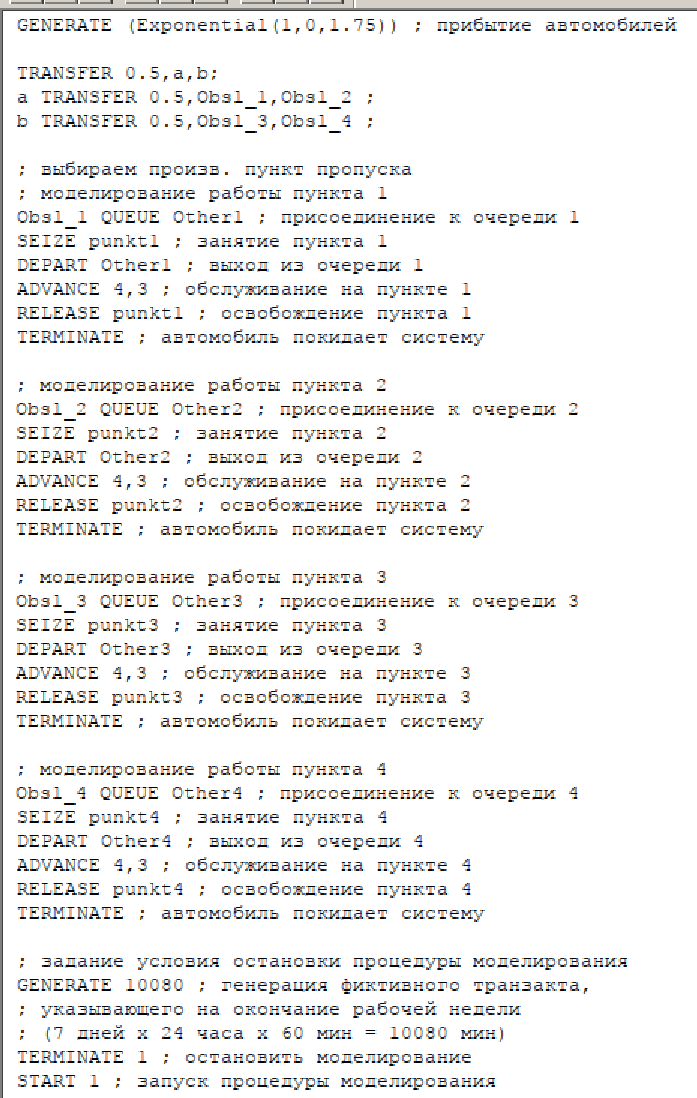 GENERATE (Exponential(1,0,1.75)) ; прибытие автомобилей
TRANSFER 0.5,a,b;
a TRANSFER 0.5,Obsl_1,Obsl_2 ;
b TRANSFER 0.5,Obsl_3,Obsl_4 ;
; выбираем произв. пункт пропуска
; моделирование работы пункта 1
Obsl_1 QUEUE Other1 ; присоединение к очереди 1
SEIZE punkt1 ; занятие пункта 1
DEPART Other1 ; выход из очереди 1
ADVANCE 4,3 ; обслуживание на пункте 1
RELEASE punkt1 ; освобождение пункта 1
TERMINATE ; автомобиль покидает систему
; моделирование работы пункта 2
Obsl_2 QUEUE Other2 ; присоединение к очереди 2
SEIZE punkt2 ; занятие пункта 2
DEPART Other2 ; выход из очереди 2
ADVANCE 4,3 ; обслуживание на пункте 2
RELEASE punkt2 ; освобождение пункта 2
TERMINATE ; автомобиль покидает систему
; моделирование работы пункта 3
Obsl_3 QUEUE Other3 ; присоединение к очереди 3
SEIZE punkt3 ; занятие пункта 3
DEPART Other3 ; выход из очереди 3
ADVANCE 4,3 ; обслуживание на пункте 3
RELEASE punkt3 ; освобождение пункта 3
TERMINATE ; автомобиль покидает систему
; моделирование работы пункта 4
Obsl_4 QUEUE Other4 ; присоединение к очереди 4
SEIZE punkt4 ; занятие пункта 4
DEPART Other4 ; выход из очереди 4
ADVANCE 4,3 ; обслуживание на пункте 4
RELEASE punkt4 ; освобождение пункта 4
TERMINATE ; автомобиль покидает систему
; задание условия остановки процедуры моделирования
GENERATE 10080 ; генерация фиктивного транзакта,
; указывающего на окончание рабочей недели
; (7 дней х 24 часа х 60 мин = 10080 мин)
TERMINATE 1 ; остановить моделирование
START 1 ; запуск процедуры моделирования